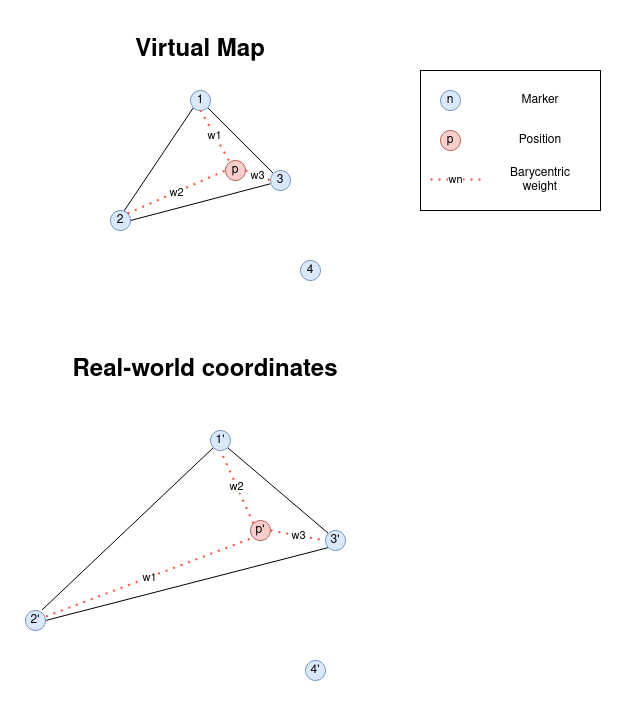 Virtual Map
1
w1
p
w3
3
w2
2
4
n
Marker
p
Position
wn
Barycentric
weight
Real-world coordinates
1'
w2
p'
w3
3'
w1
2'
4'